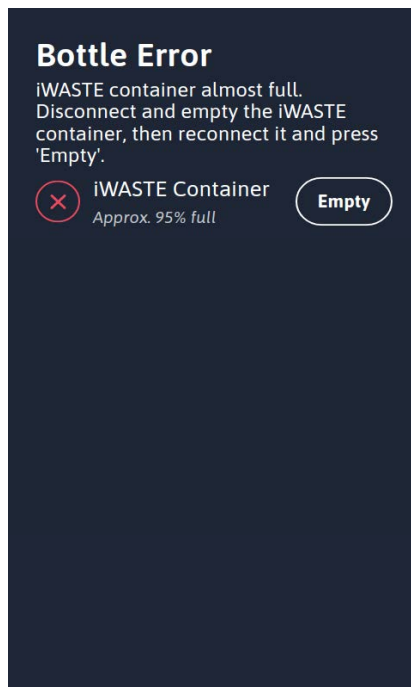 Bottle Error
iWASTE container almost full.
Disconnect and empty the iWASTE
container, then reconnect it and press
'Empty'.
iWASTE Container
Empty
Approx. 95% full